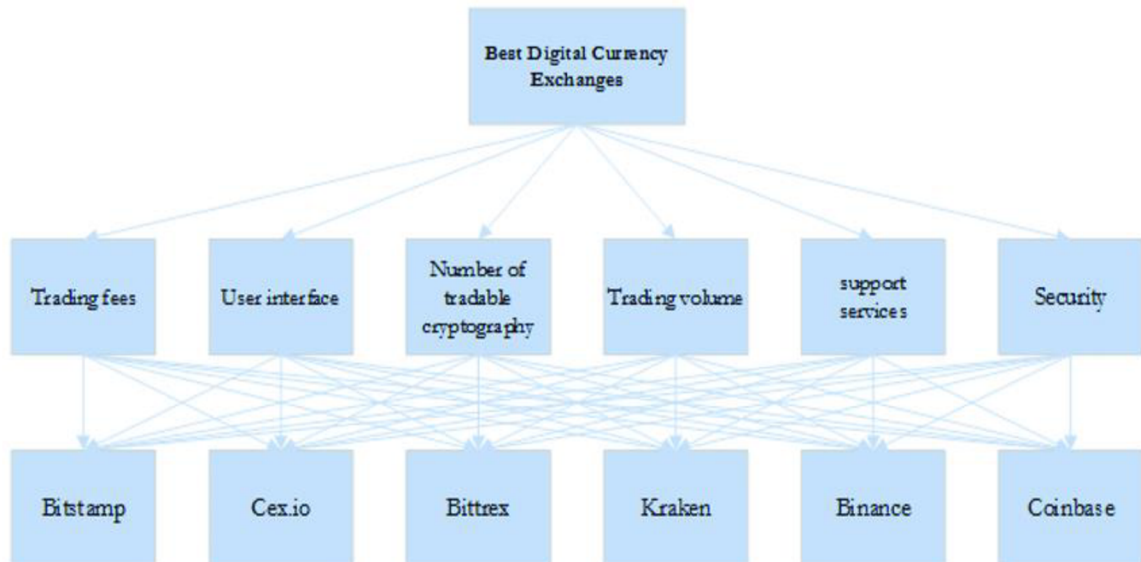 Best Digital Currency
Exchanges
Trading fees
User interface
Number of
tradable
cryptography
Trading volume
support
services
Security
Bitstamp
Cex.io
Bittrex
Kraken
Binance
Coinbase